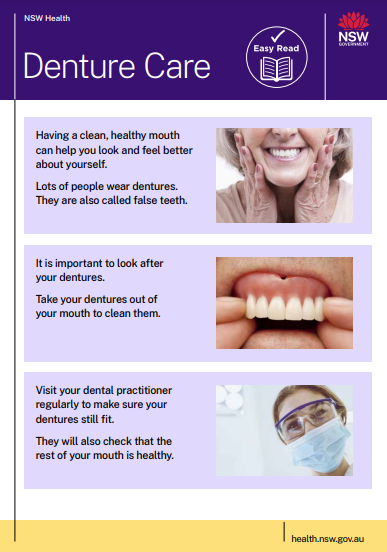 NSW Health
Easy Read
NSW
GOVERNMENT
Denture Care
Having a clean, healthy mouth
can help you look and feel better
about yourself.
Lots of people wear dentures.
They are also called false teeth.
It is important to look after
your dentures.
Take your dentures out of
your mouth to clean them.
Visit your dental practitioner
regularly to make sure your
dentures still fit.
They will also check that the
rest of your mouth is healthy.
health.nsw.gov.au